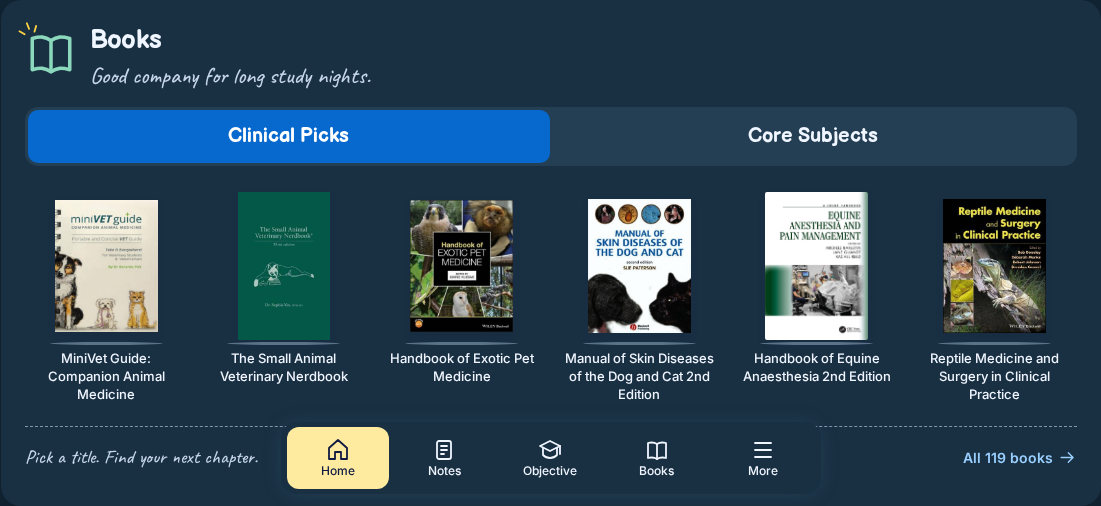 Books
Good company for long study nights.
Clinical Picks
Core Subjects
miniVET guide
COMPANION ANIMAL MEDICINE
The Small Animal
Veterinary Nerdbook
Handbook of
EXOTIC PET
MEDICINE
WILEY Blackwell
MANUAL OF
SKIN DISEASES OF
THE DOG AND CAT
second edition
SUE PATERSON
EQUINE
ANESTHESIA AND
PAIN MANAGEMENT
Reptile Medicine
and Surgery
in Clinical Practice
WILEY Blackwell
MiniVet Guide:
Companion Animal
Medicine
The Small Animal
Veterinary Nerdbook
Handbook of Exotic Pet
Medicine
Manual of Skin Diseases
of the Dog and Cat 2nd
Edition
Handbook of Equine
Anaesthesia 2nd Edition
Reptile Medicine and
Surgery in Clinical
Practice
Pick a title. Find your next chapter.
Home
Notes
Objective
Books
More
All 119 books →